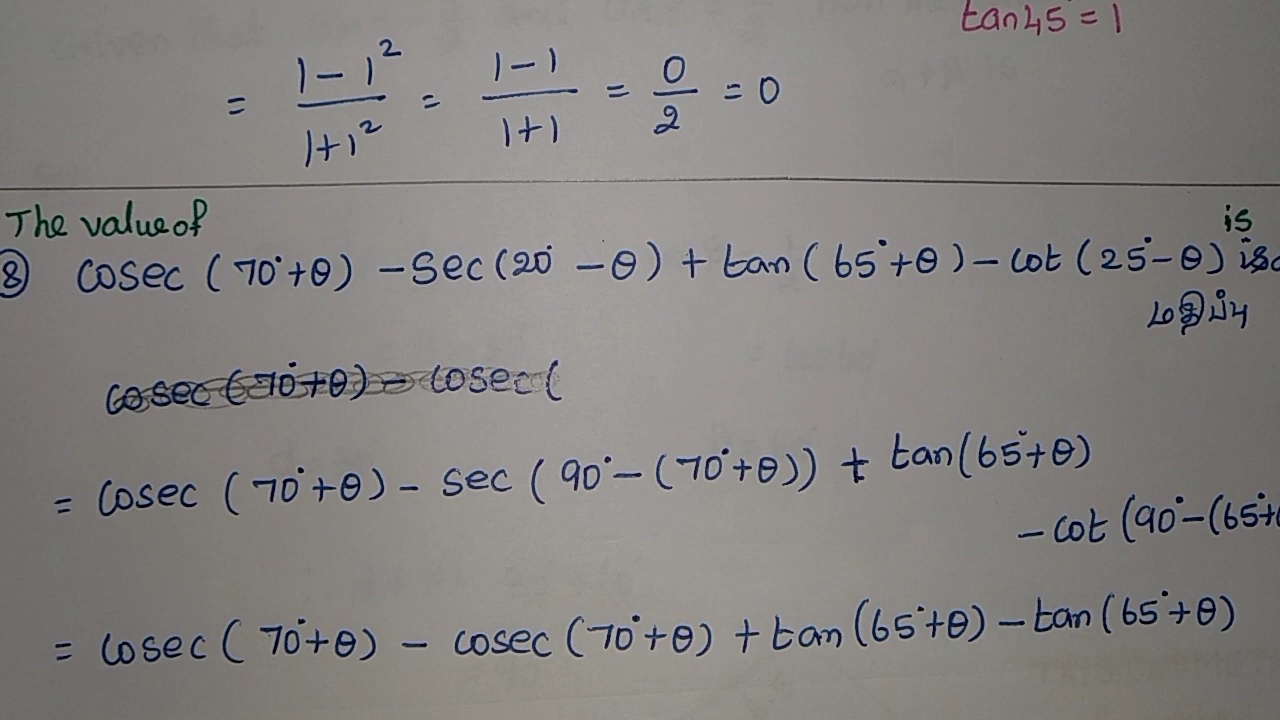 tan45 = 1
= 1-1² / 1+1² = 1-1 / 1+1 = 0/2 = 0
The value of is
⑧ cosec (70°+θ) - sec (20° - θ) + tan (65°+θ) - cot (25°-θ)
மதிப்பு
cosec (70°+θ) - cosec (
= cosec (70°+θ) - sec (90°-(70°+θ)) + tan(65°+θ)
- cot (90°-(65°+
= cosec (70°+θ) - cosec (70°+θ) + tan (65°+θ) - tan (65°+θ)